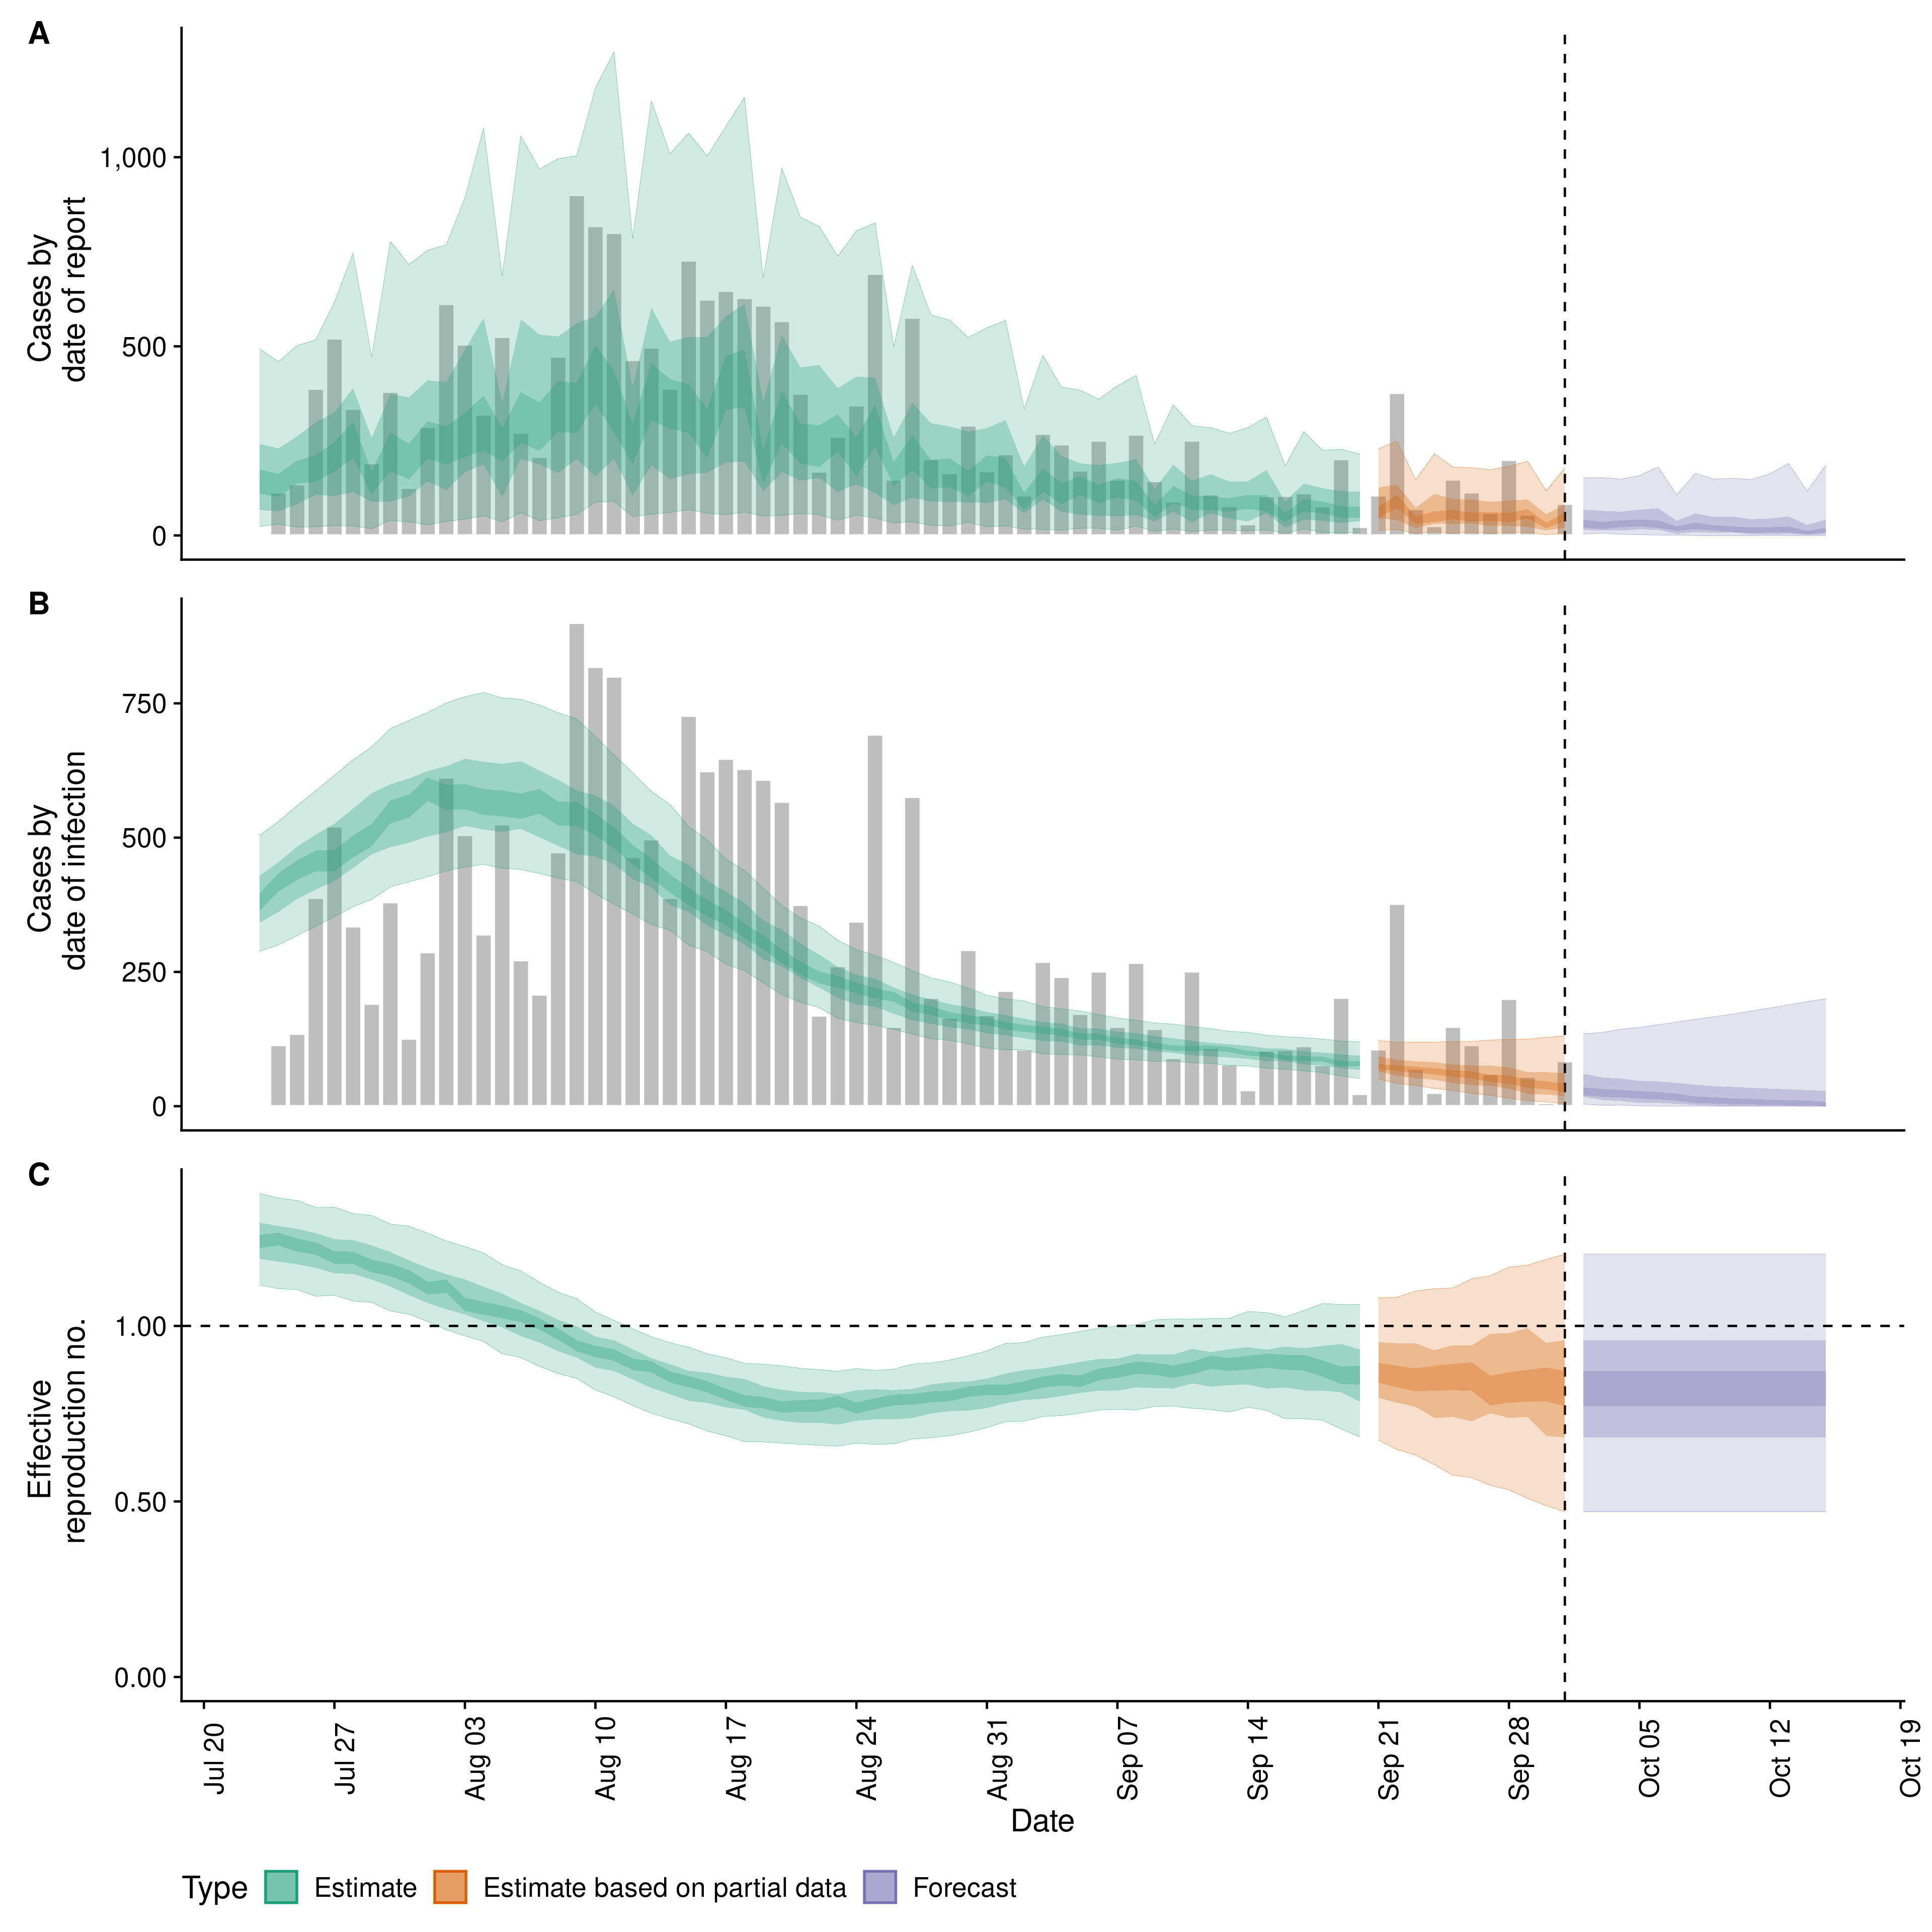 A
Cases by
date of report
1,000
500
0
B
Cases by
date of infection
750
500
250
0
C
Effective
reproduction no.
1.00
0.50
0.00
Jul 20
Jul 27
Aug 03
Aug 10
Aug 17
Aug 24
Aug 31
Sep 07
Sep 14
Sep 21
Sep 28
Oct 05
Oct 12
Oct 19
Date
Type Estimate Estimate based on partial data Forecast